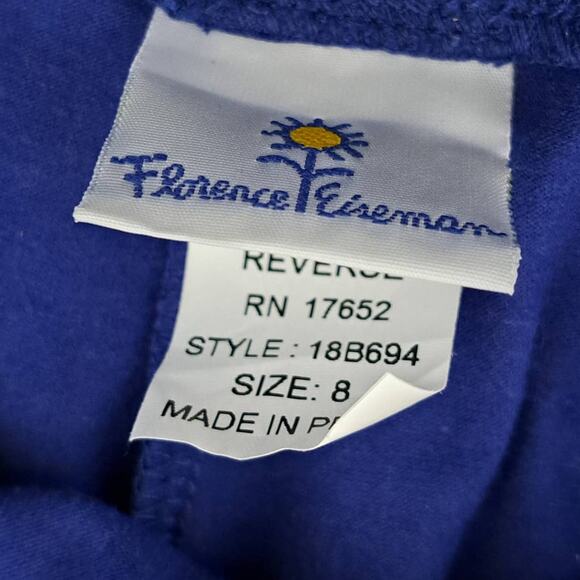 Florence Eiseman
REVERSE
RN 17652
STYLE : 18B694
SIZE: 8
MADE IN